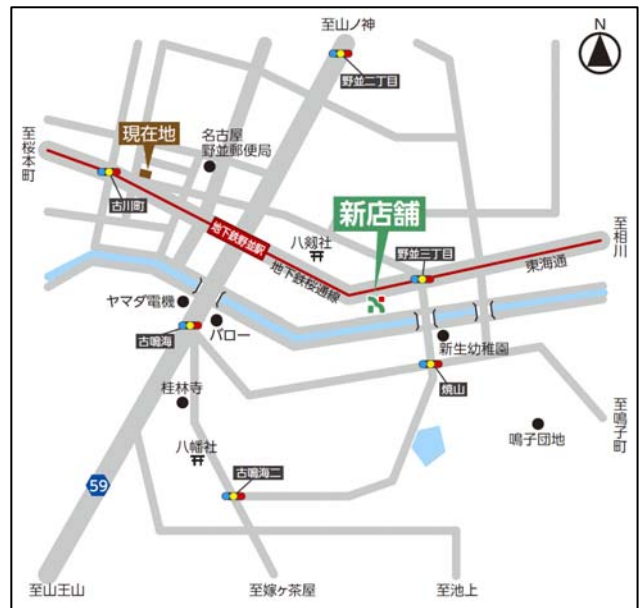 至山ノ神
N
野並二丁目
至桜本町
現在地
名古屋
野並郵便局
古川町
新店舗
至相川
地下鉄野並駅
八剱社
野並三丁目
地下鉄桜通線
東海通
ヤマダ電機
バロー
古鳴海
新生幼稚園
焼山
桂林寺
至鳴子町
鳴子団地
八幡社
古鳴海二
59
至山王山
至嫁ヶ茶屋
至池上